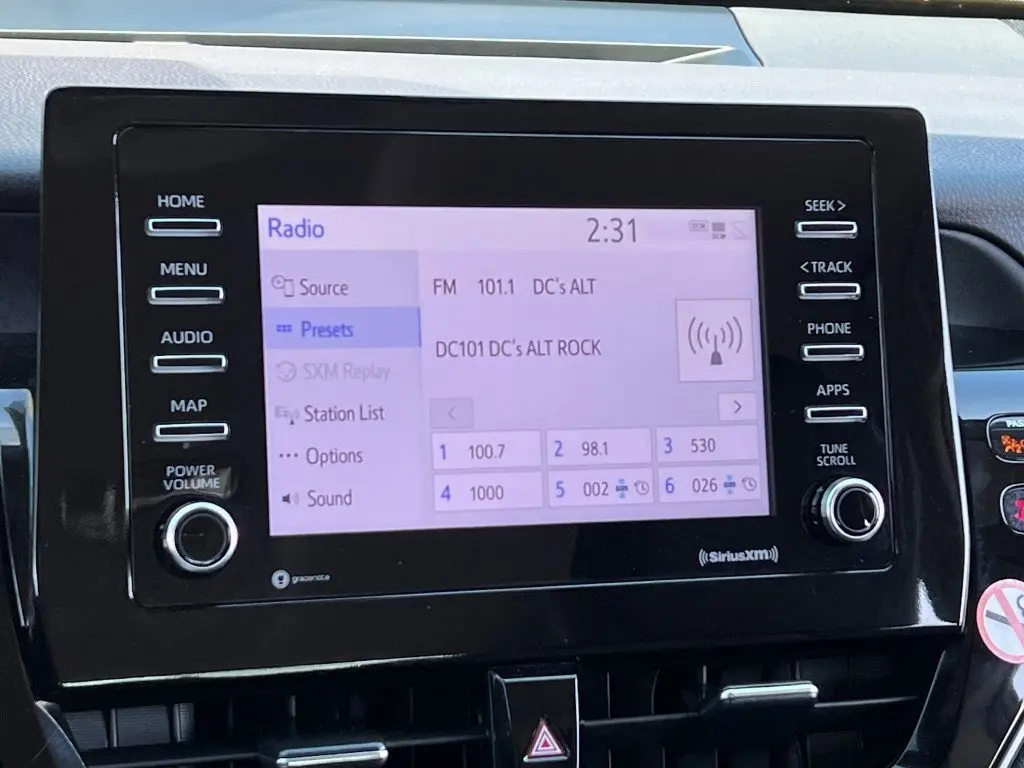 HOME
MENU
AUDIO
MAP
POWER
VOLUME
Radio
2:31
Source
Presets
SXM Replay
Station List
Options
Sound
FM 101.1 DC's ALT
DC101 DC's ALT ROCK
1 100.7
2 98.1
3 530
4 1000
5 002
6 026
SEEK >
< TRACK
PHONE
APPS
TUNE
SCROLL
gracenote
((SiriusXM))
PAS